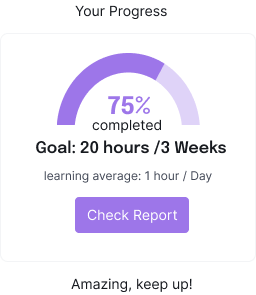 Your Progress
75%
completed
Goal: 20 hours /3 Weeks
learning average: 1 hour / Day
Check Report
Amazing, keep up!